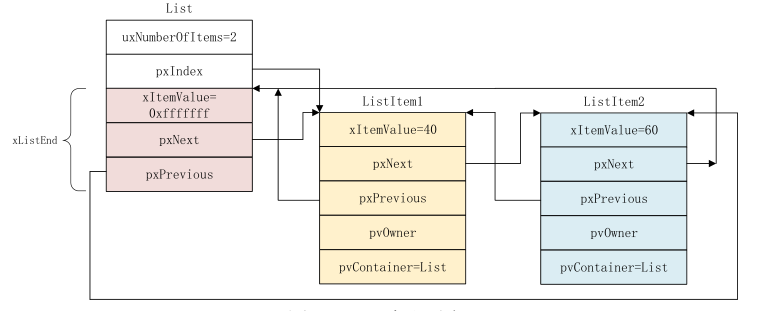 List
uxNumberOfItems=2
pxIndex
xItemValue=
0xfffffff
pxNext
pxPrevious
xListEnd
ListItem1
xItemValue=40
pxNext
pxPrevious
pvOwner
pvContainer=List
ListItem2
xItemValue=60
pxNext
pxPrevious
pvOwner
pvContainer=List